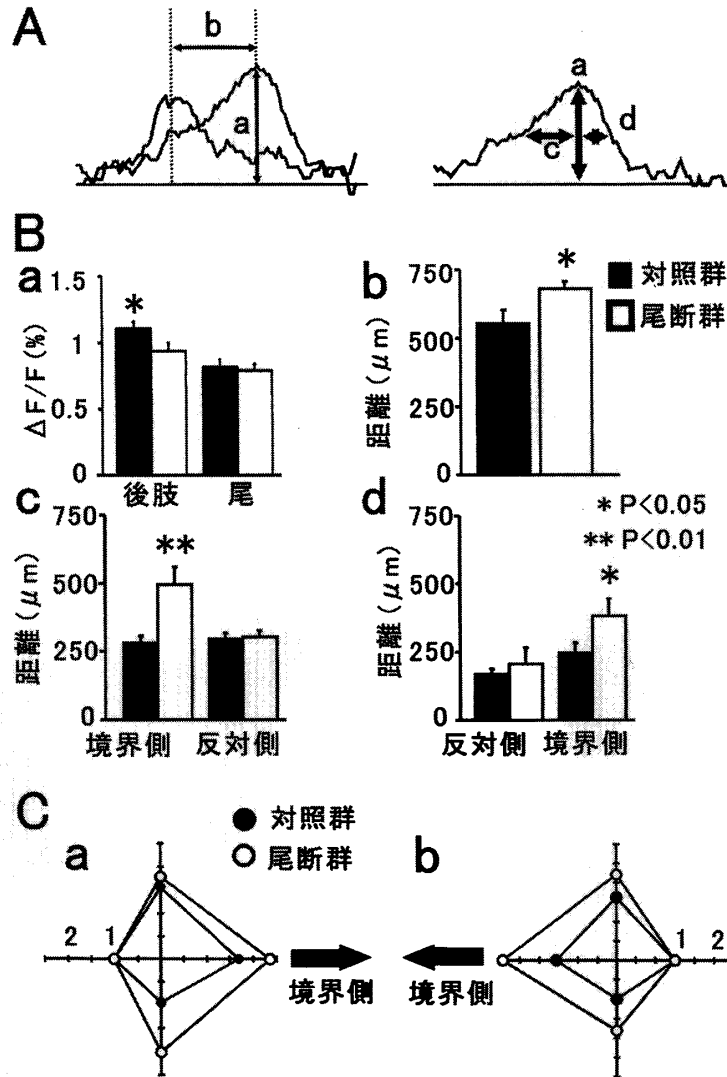 A
b
a
a
c
d
B
a
1.5
1
0.5
0
ΔF/F(%)
*
後肢 尾
b
750
500
250
0
距離(μm)
*
対照群
尾断群
c
750
500
250
0
距離(μm)
**
境界側 反対側
d
750
500
250
0
距離(μm)
* P<0.05
** P<0.01
*
反対側 境界側
C
対照群
尾断群
a
2 1
境界側
b
1 2
境界側